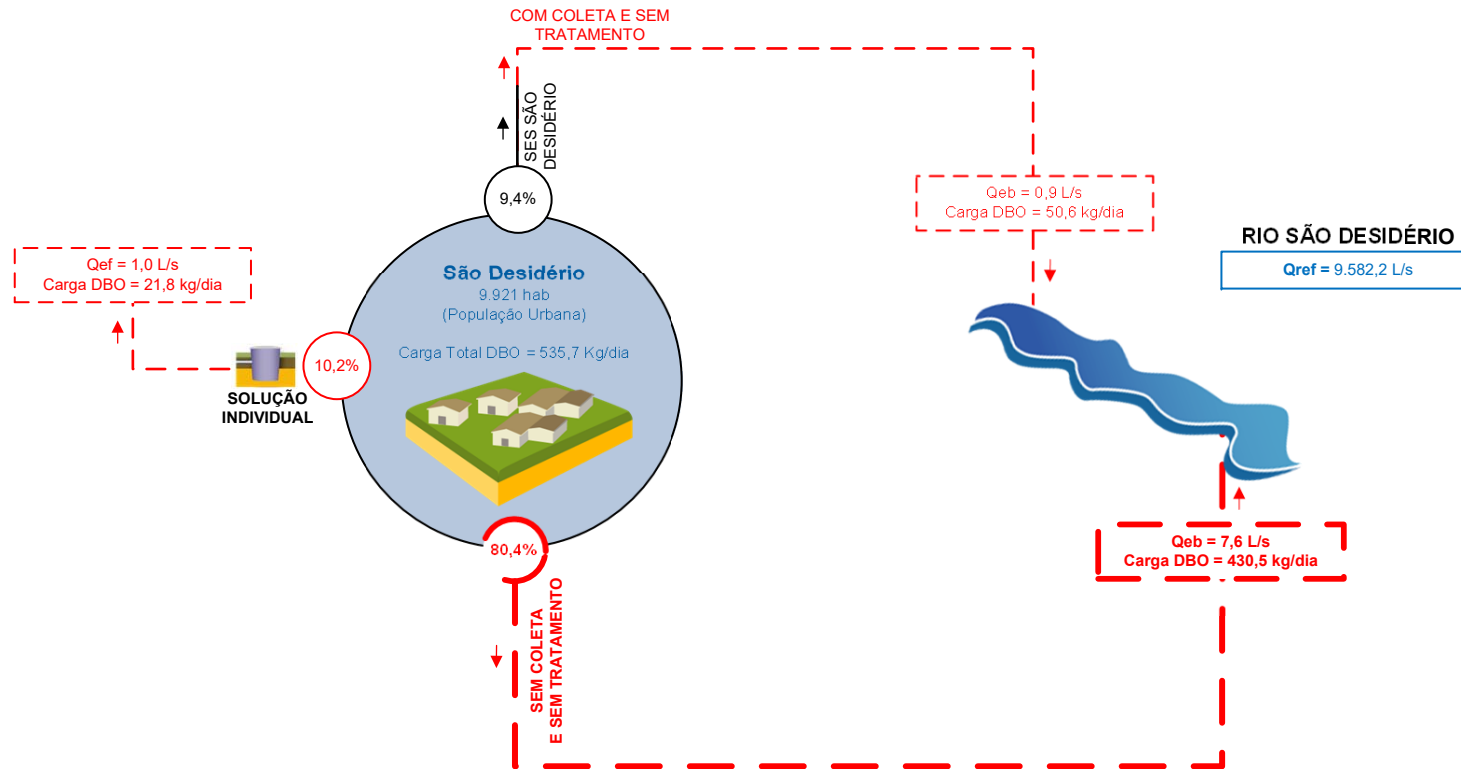 COM COLETA E SEM
TRATAMENTO
SES SÃO
DESIDÉRIO
9,4%
Qeb = 0,9 L/s
Carga DBO = 50,6 kg/dia
RIO SÃO DESIDÉRIO
Qref = 9.582,2 L/s
Qef = 1,0 L/s
Carga DBO = 21,8 kg/dia
São Desidério
9.921 hab
(População Urbana)
Carga Total DBO = 535,7 Kg/dia
10,2%
SOLUÇÃO
INDIVIDUAL
80,4%
Qeb = 7,6 L/s
Carga DBO = 430,5 kg/dia
SEM COLETA
E SEM TRATAMENTO